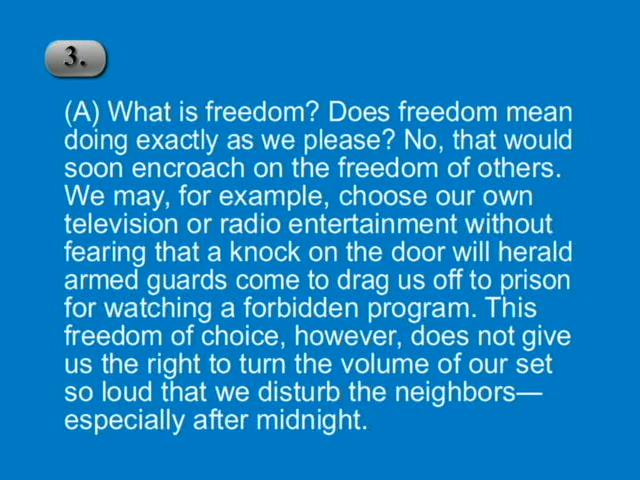 3.
(A) What is freedom? Does freedom mean
doing exactly as we please? No, that would
soon encroach on the freedom of others.
We may, for example, choose our own
television or radio entertainment without
fearing that a knock on the door will herald
armed guards come to drag us off to prison
for watching a forbidden program. This
freedom of choice, however, does not give
us the right to turn the volume of our set
so loud that we disturb the neighbors—
especially after midnight.